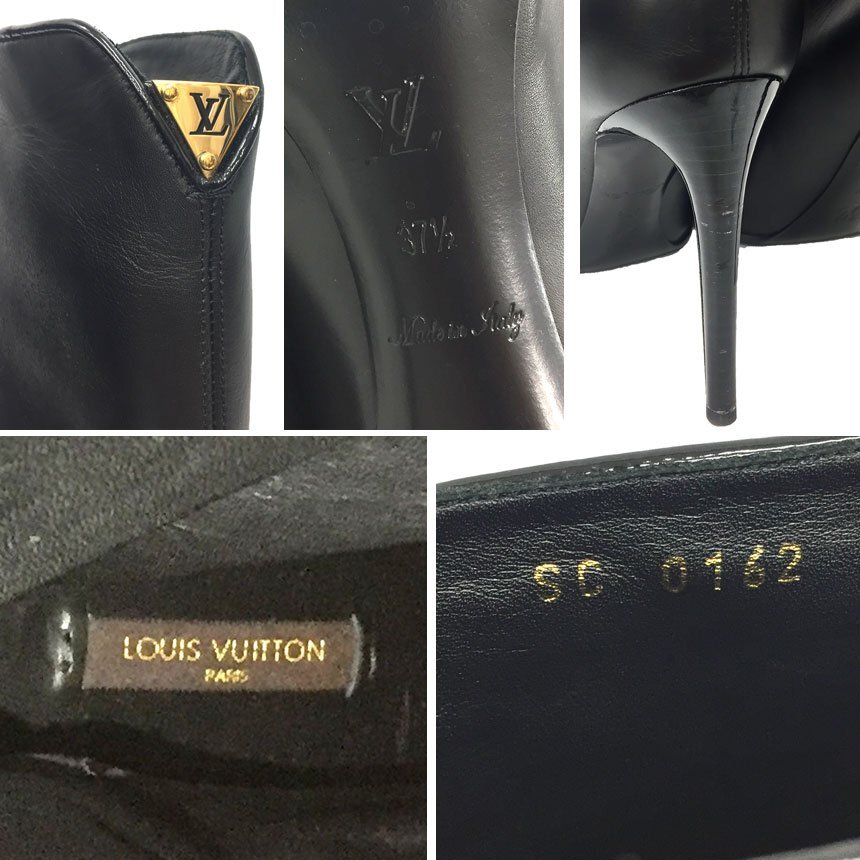 LV
LV
37½
Made in Italy
LOUIS VUITTON
PARIS
SC 0162